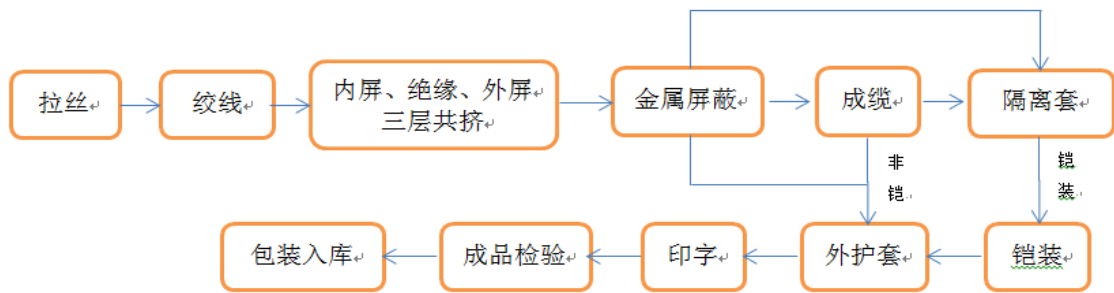 拉丝
绞线
内屏、绝缘、外屏
三层共挤
金属屏蔽
成缆
隔离套
非
铠
铠
装
包装入库
成品检验
印字
外护套
铠装